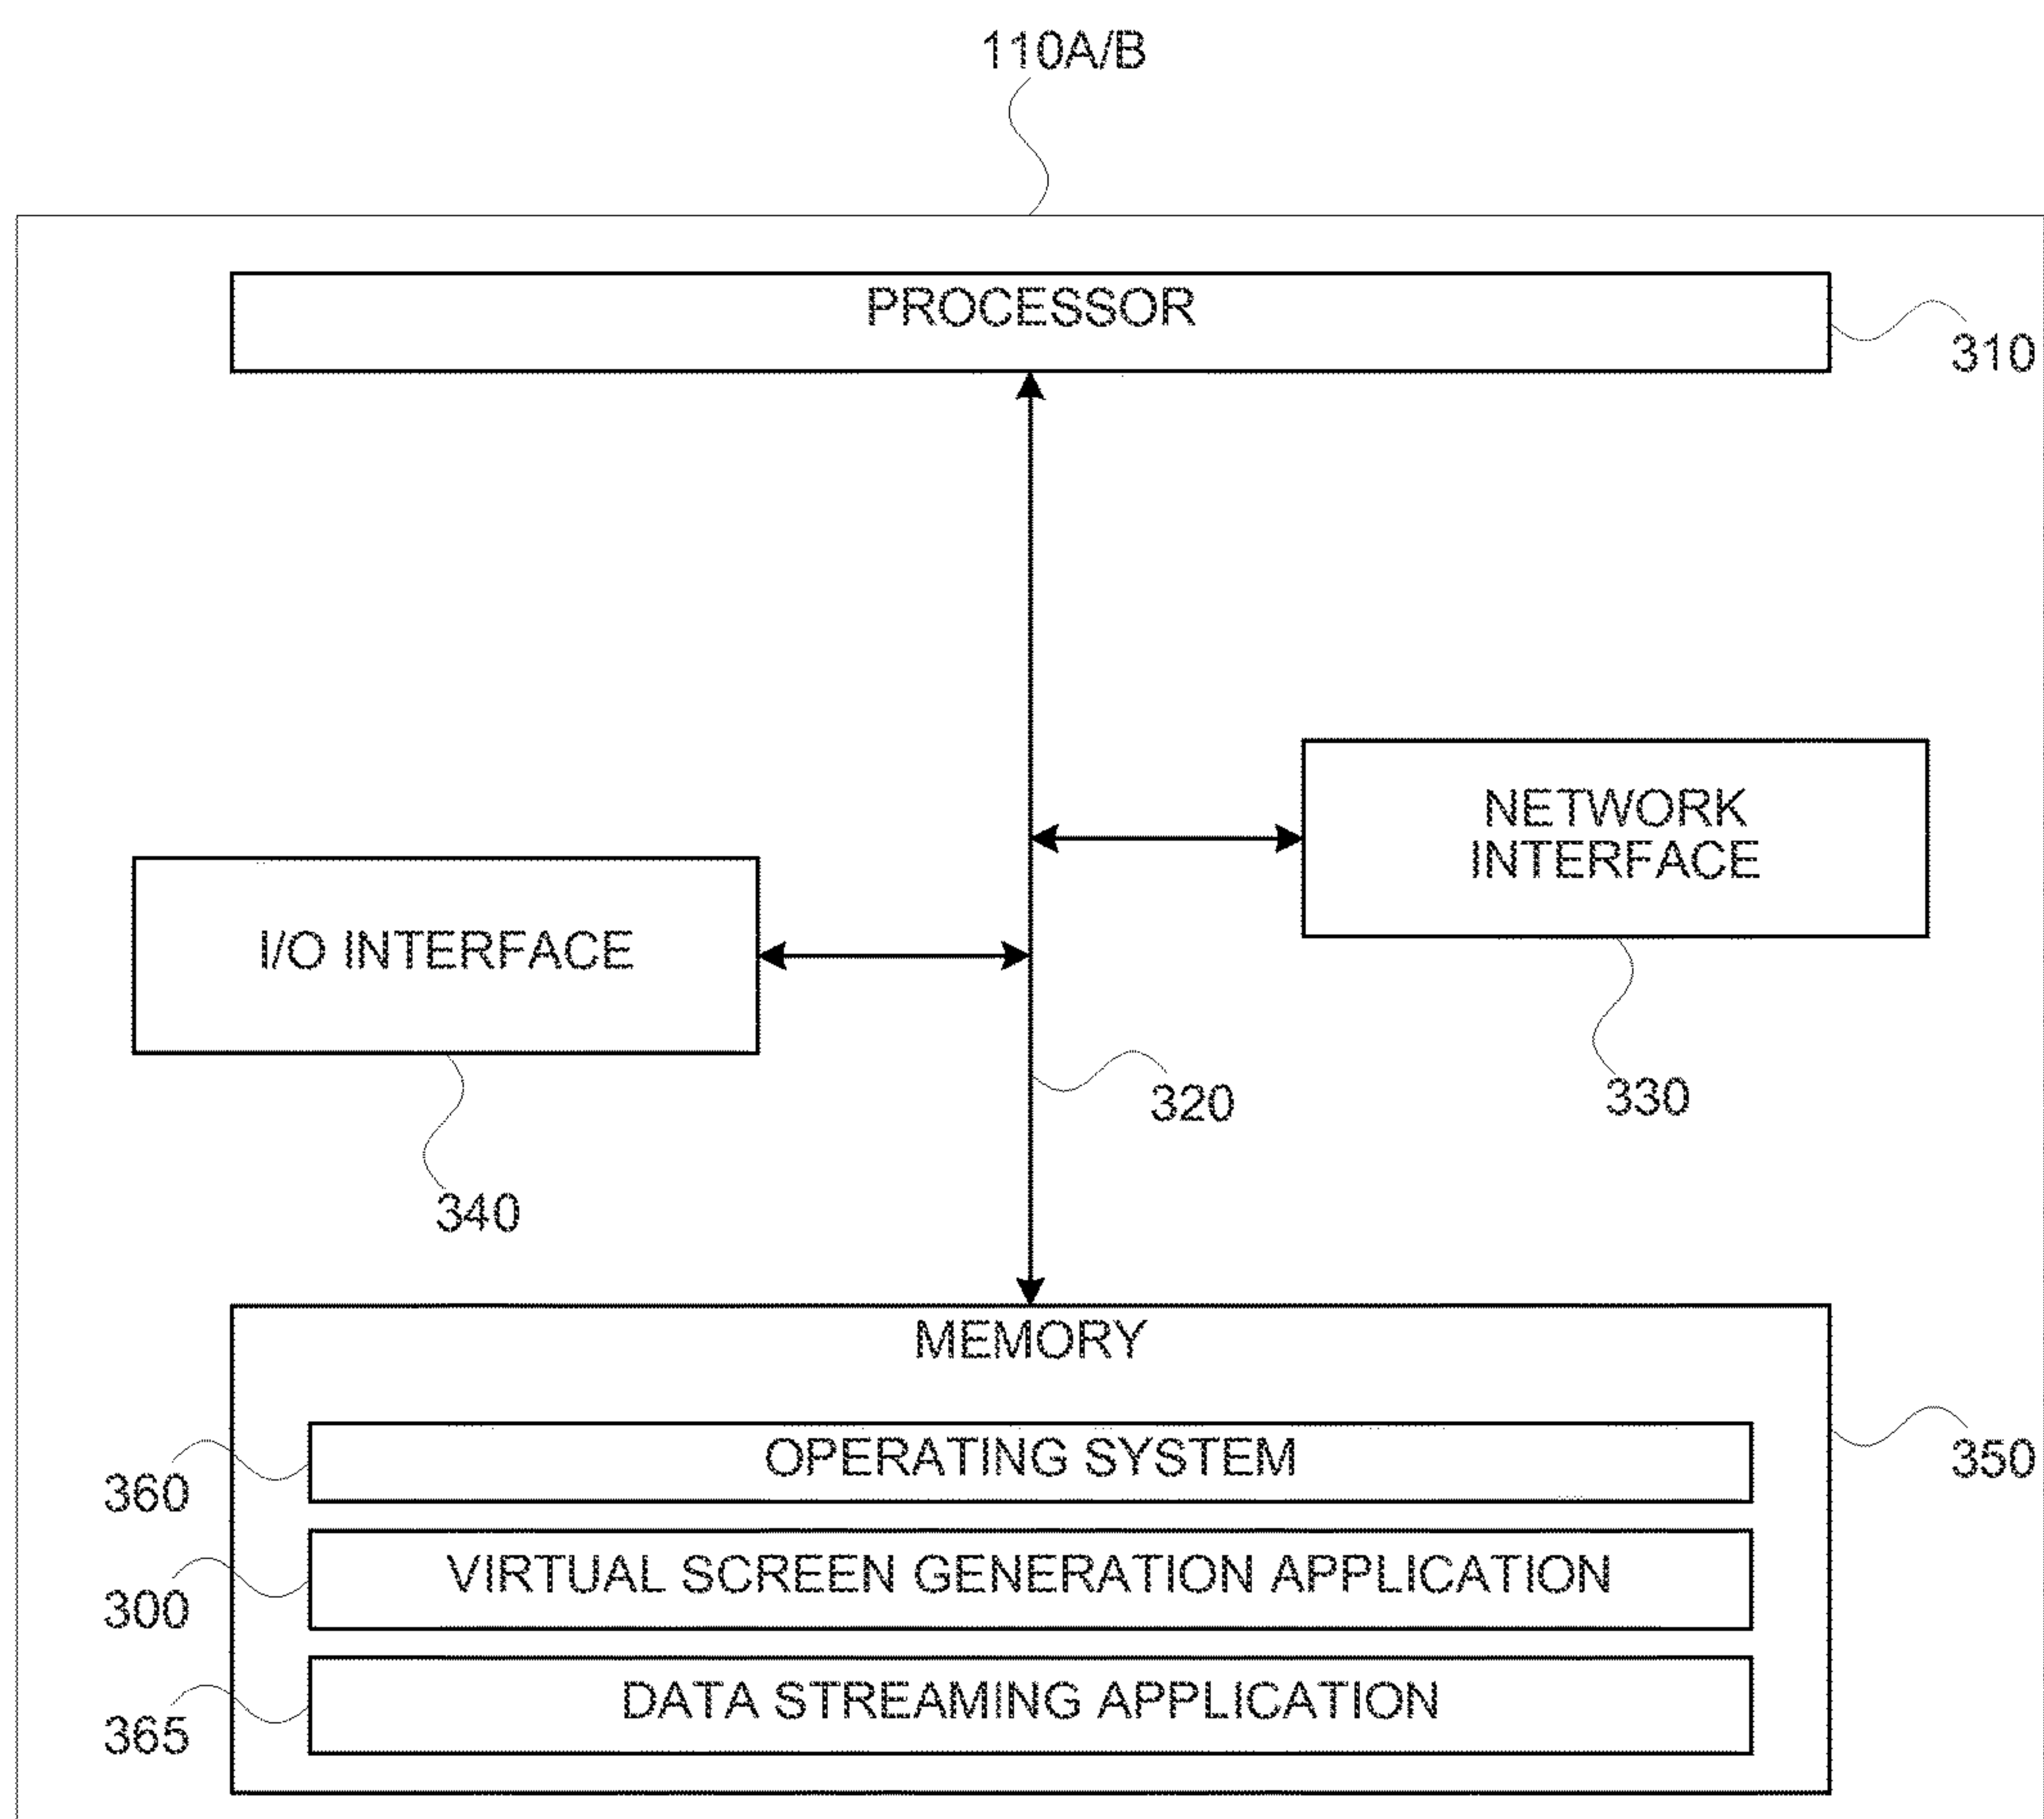 110A/B
PROCESSOR
310
NETWORK
INTERFACE
I/O INTERFACE
320
330
340
MEMORY
OPERATING SYSTEM
360
350
VIRTUAL SCREEN GENERATION APPLICATION
300
DATA STREAMING APPLICATION
365